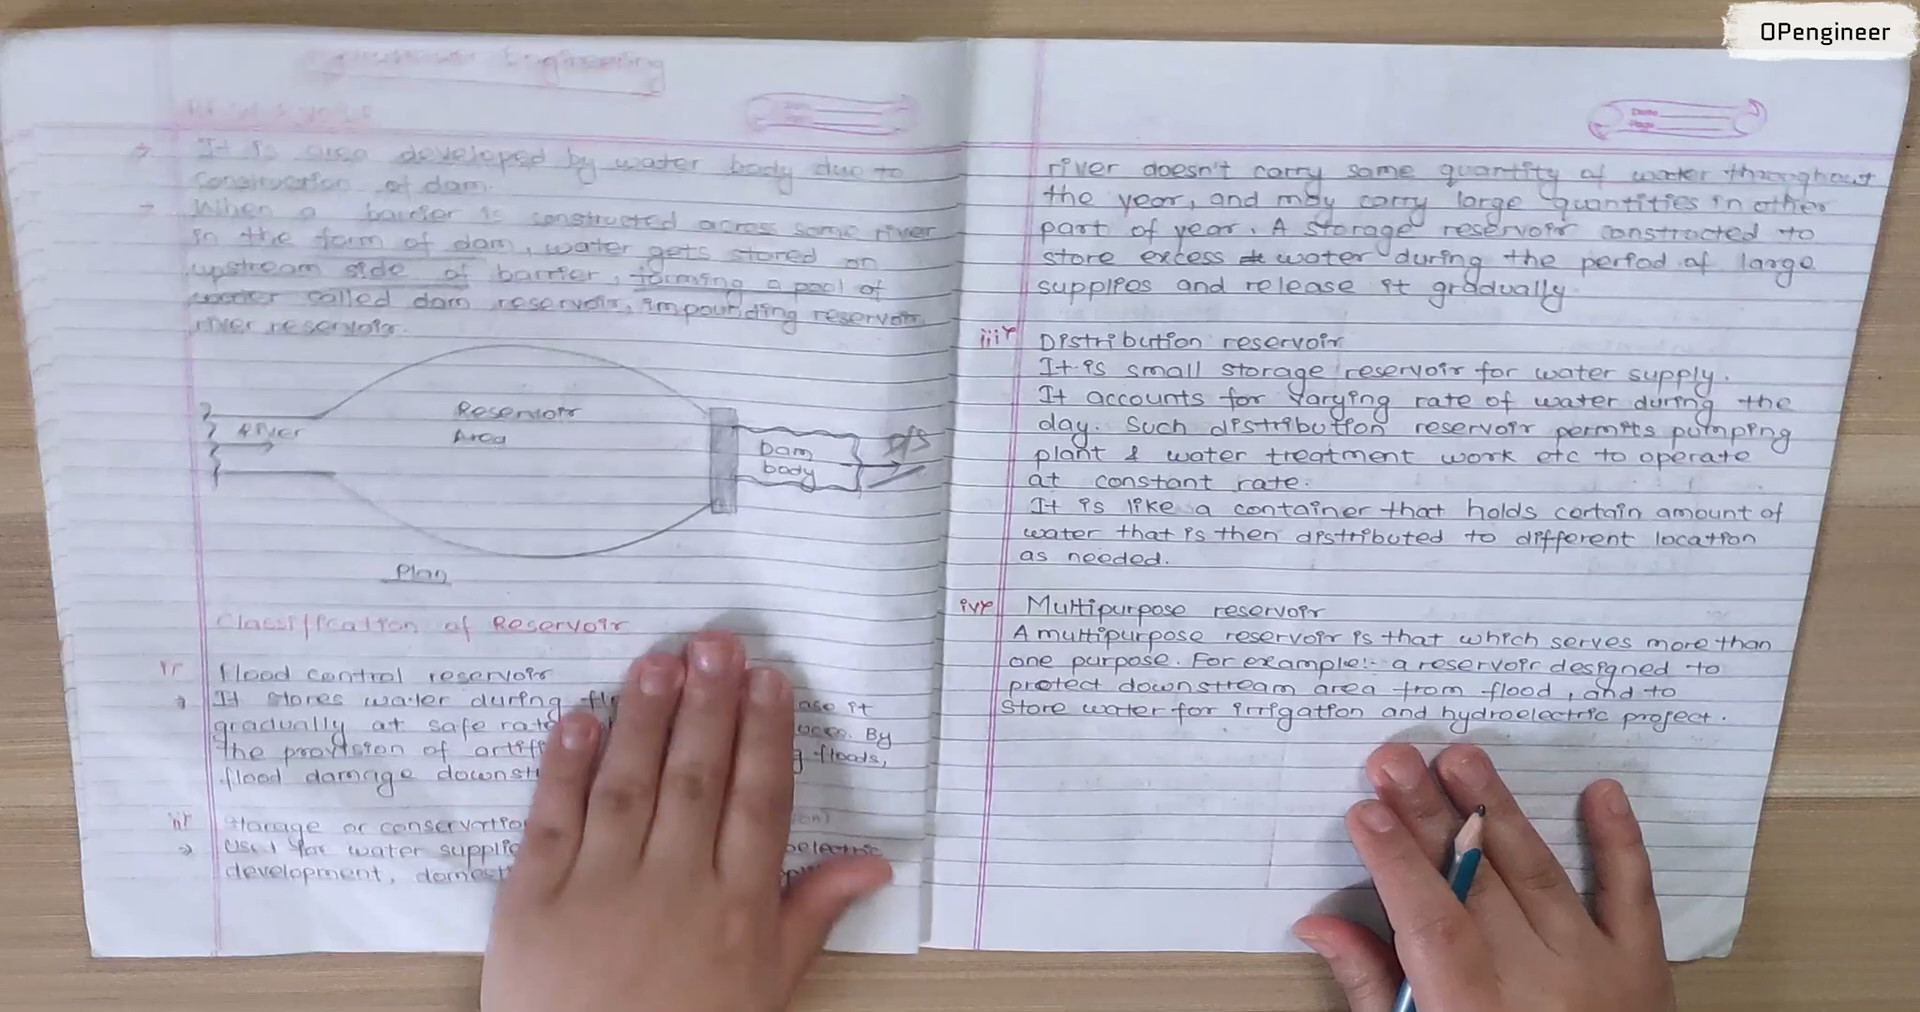 OPengineer
Engineering
→ It is area developed by water body due to
construction of dam.
→ When a barrier is constructed across some river
in the form of dam, water gets stored on
upstream side of barrier, forming a pool of
water called dam reservoir, impounding reservoir
river reservoir.
River
Reservoir
Area
Dam
body
D/S
Plan
Classification of Reservoir
i) Flood control reservoir
→ It stores water during ase it
gradually at safe rate By
the provision of floods,
flood damage
ii) Storage or
→ Used for water electric
development,
river doesn't carry same quantity of water throughout
the year, and may carry large quantities in other
part of year. A storage reservoir constructed to
store excess water during the period of large
supplies and release it gradually
iii) Distribution reservoir
It is small storage reservoir for water supply.
It accounts for varying rate of water during the
day. Such distribution reservoir permits pumping
plant & water treatment work etc to operate
at constant rate.
It is like a container that holds certain amount of
water that is then distributed to different location
as needed.
iv) Multipurpose reservoir
A multipurpose reservoir is that which serves more than
one purpose. For example:- a reservoir designed to
protect downstream area from flood, and to
store water for irrigation and hydroelectric project.